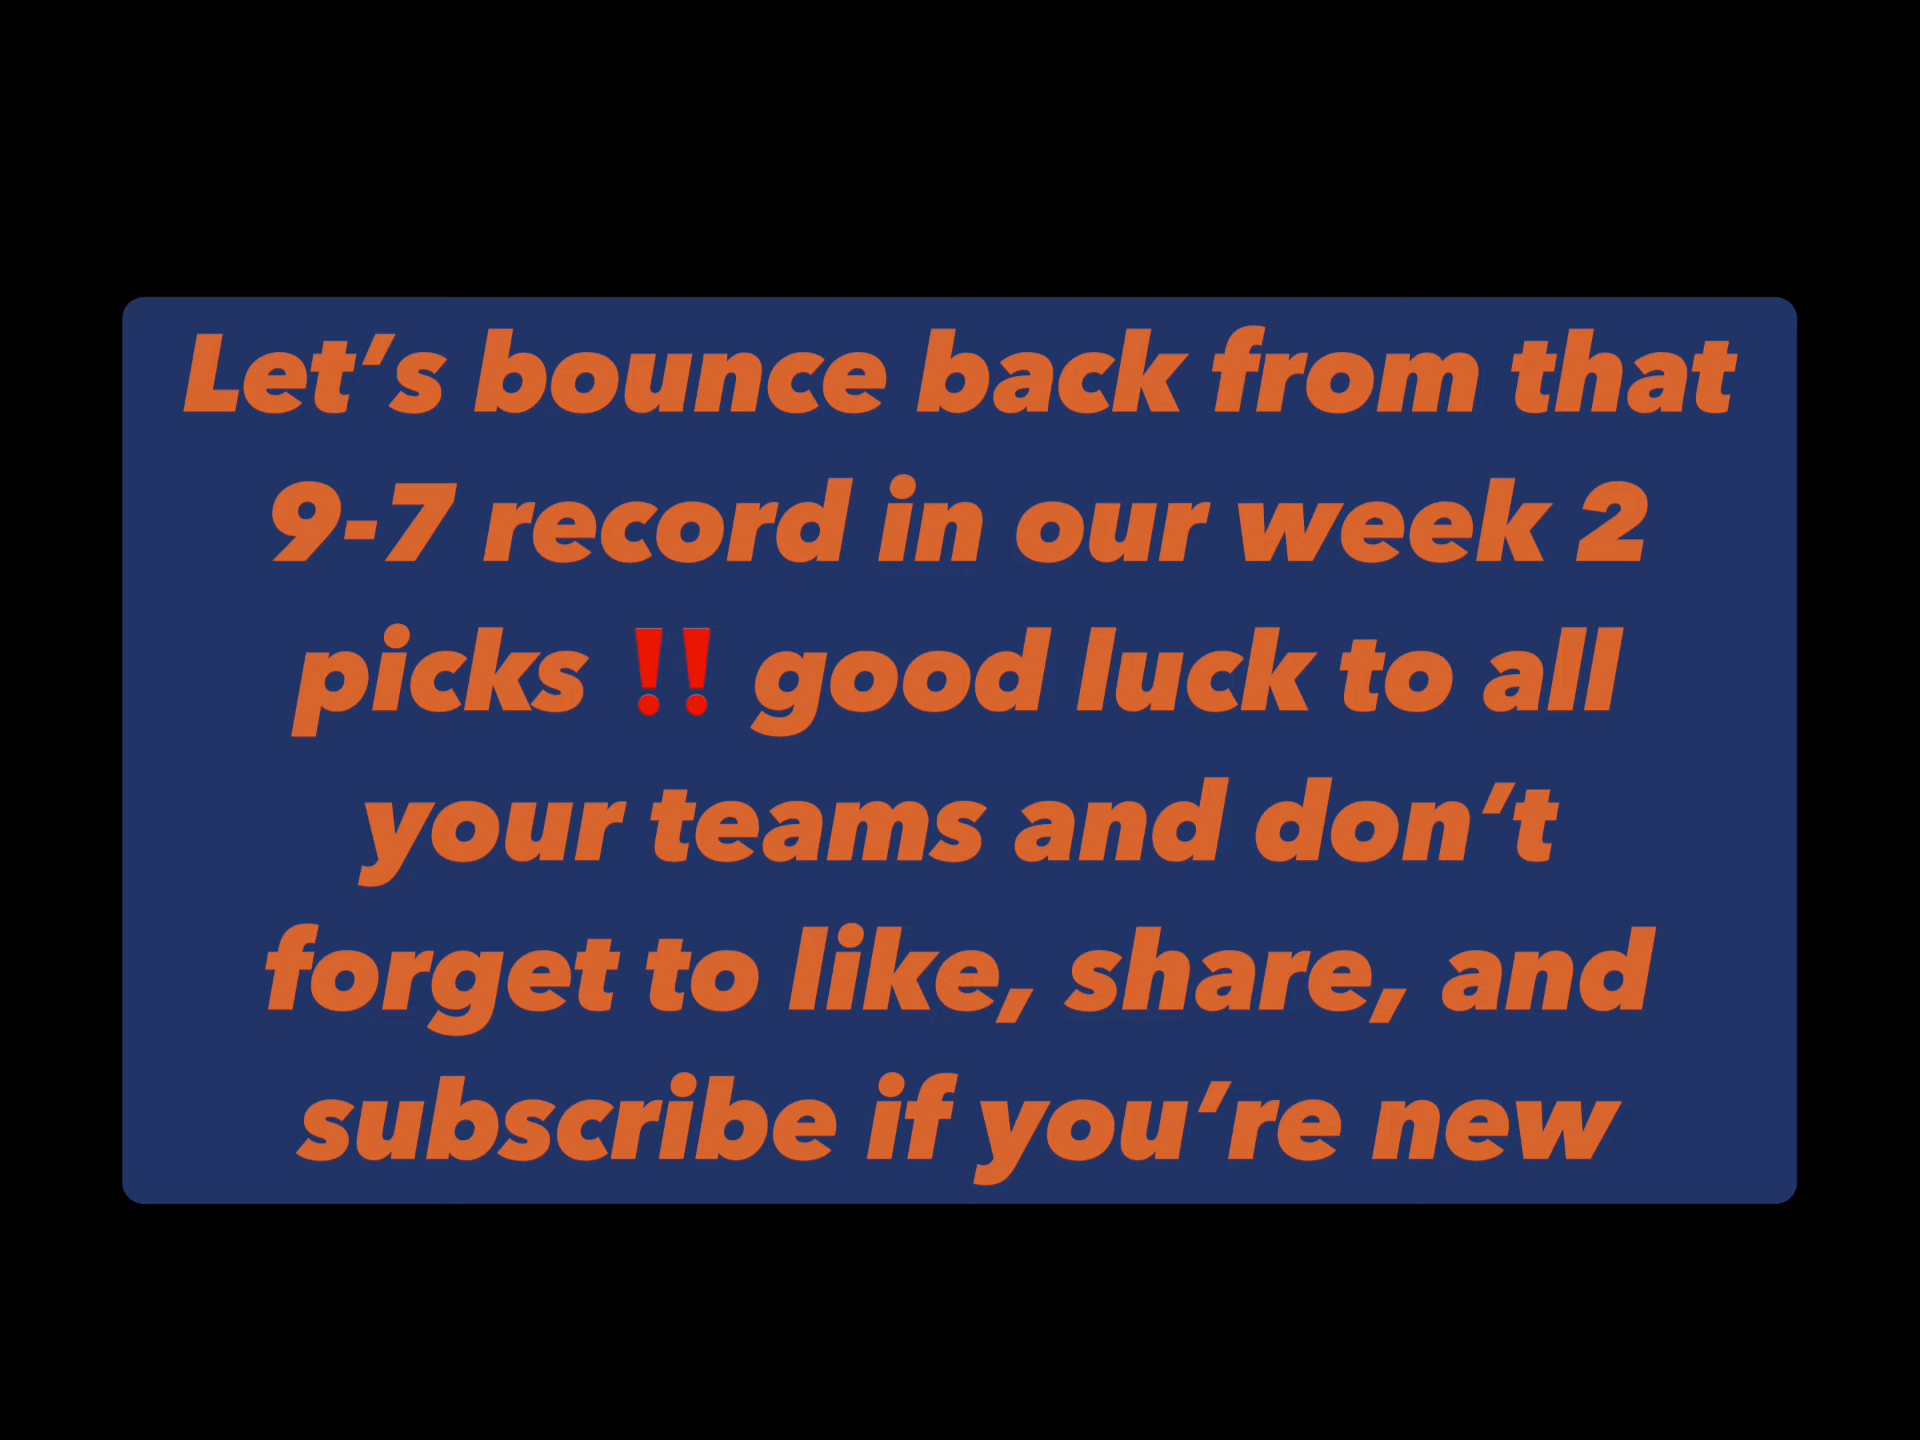 Let’s bounce back from that
9-7 record in our week 2
picks ‼️ good luck to all
your teams and don’t
forget to like, share, and
subscribe if you’re new